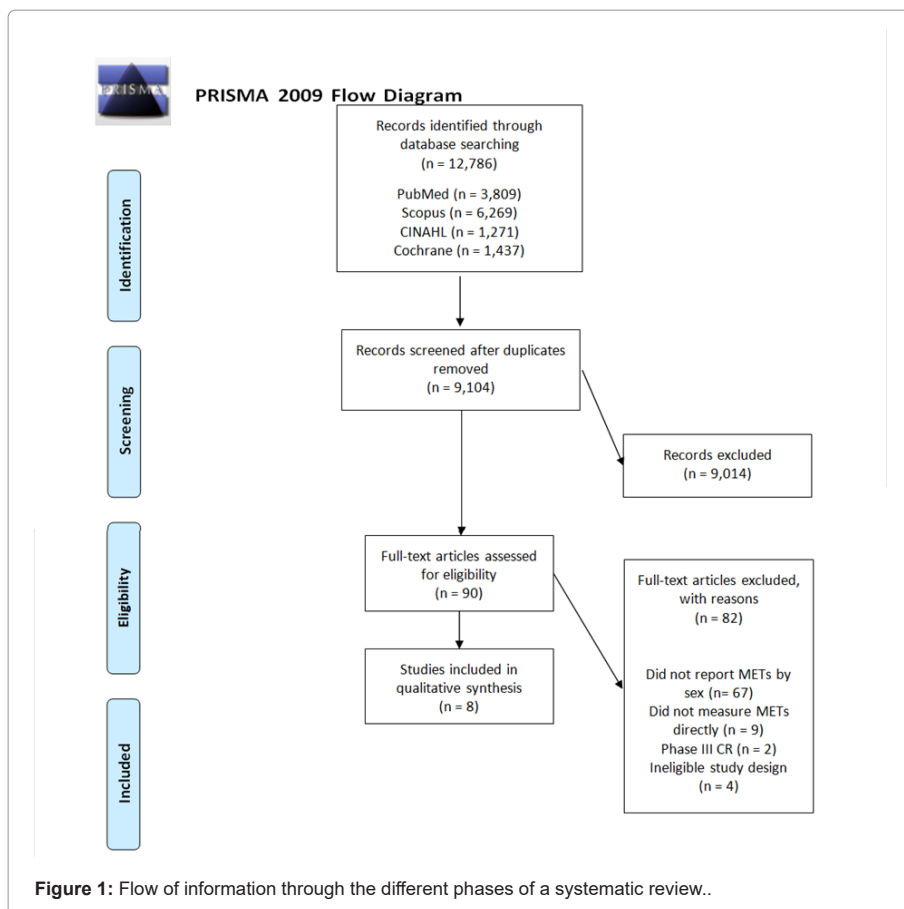 PRISMA
PRISMA 2009 Flow Diagram
Identification
Records identified through
database searching
(n = 12,786)
PubMed (n = 3,809)
Scopus (n = 6,269)
CINAHL (n = 1,271)
Cochrane (n = 1,437)
Screening
Records screened after duplicates
removed
(n = 9,104)
Records excluded
(n = 9,014)
Eligibility
Full-text articles assessed
for eligibility
(n = 90)
Full-text articles excluded,
with reasons
(n = 82)
Did not report METs by
sex (n= 67)
Did not measure METs
directly (n = 9)
Phase III CR (n = 2)
Ineligible study design
(n = 4)
Included
Studies included in
qualitative synthesis
(n = 8)
Figure 1: Flow of information through the different phases of a systematic review..